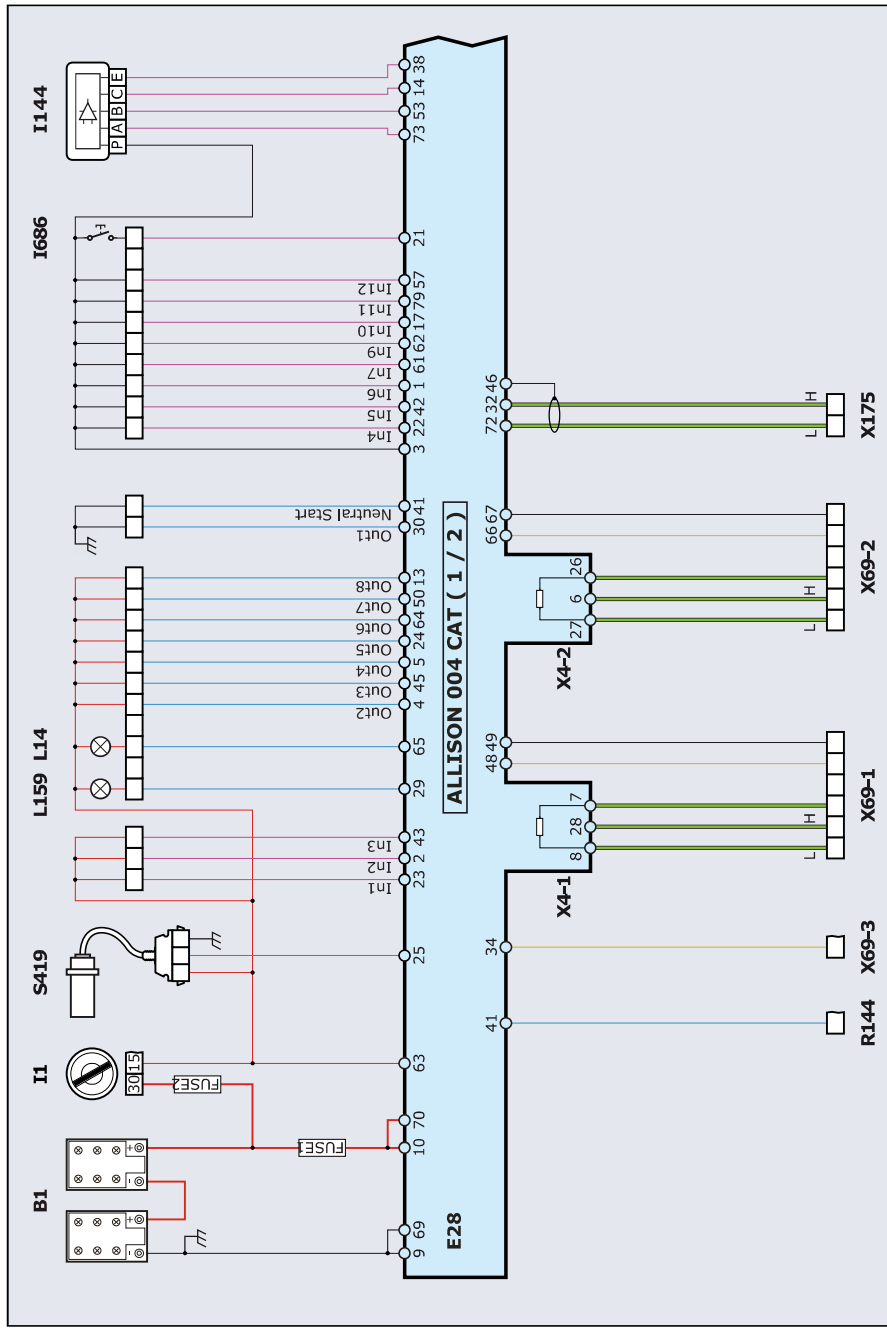 B1
I1
S419
L159
L14
I686
I144
- +
- +
30 15
P A B C E
FUSE2
FUSE1
In1
In2
In3
Out2
Out3
Out4
Out5
Out6
Out7
Out8
Out1
Neutral Start
In4
In5
In6
In7
In9
In10
In11
In12
9 69 10 70 63 25 23 2 43 29 65 4 45 5 24 64 50 13 30 41 3 22 42 1 61 62 17 79 57 21 73 53 14 38
E28
ALLISON 004 CAT ( 1 / 2 )
41 34 8 28 7 48 49 27 6 26 66 67 72 32 46
X4-1
X4-2
L H
L H
L H
R144
X69-3
X69-1
X69-2
X175